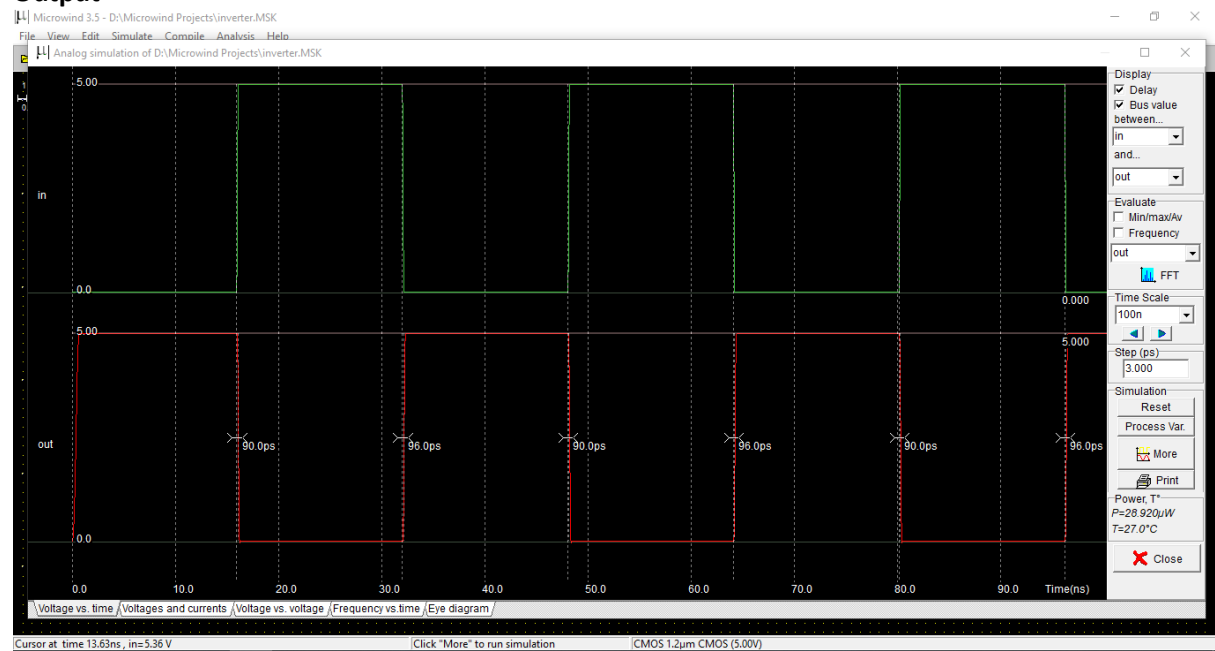 Output
Microwind 3.5 - D:\Microwind Projects\inverter.MSK
File View Edit Simulate Compile Analysis Help
Analog simulation of D:\Microwind Projects\inverter.MSK
5.00
in
0.0
0.000
5.00
5.000
out
90.0ps
96.0ps
90.0ps
96.0ps
90.0ps
96.0ps
0.0
0.0 10.0 20.0 30.0 40.0 50.0 60.0 70.0 80.0 90.0 Time(ns)
Voltage vs. time Voltages and currents Voltage vs. voltage Frequency vs.time Eye diagram
Display
Delay
Bus value
between...
in
and...
out
Evaluate
Min/max/Av
Frequency
out
FFT
Time Scale
100n
Step (ps)
3.000
Simulation
Reset
Process Var.
More
Print
Power, T°
P=28.920µW
T=27.0°C
Close
Cursor at time 13.63ns , in=5.36 V
Click "More" to run simulation
CMOS 1.2µm CMOS (5.00V)